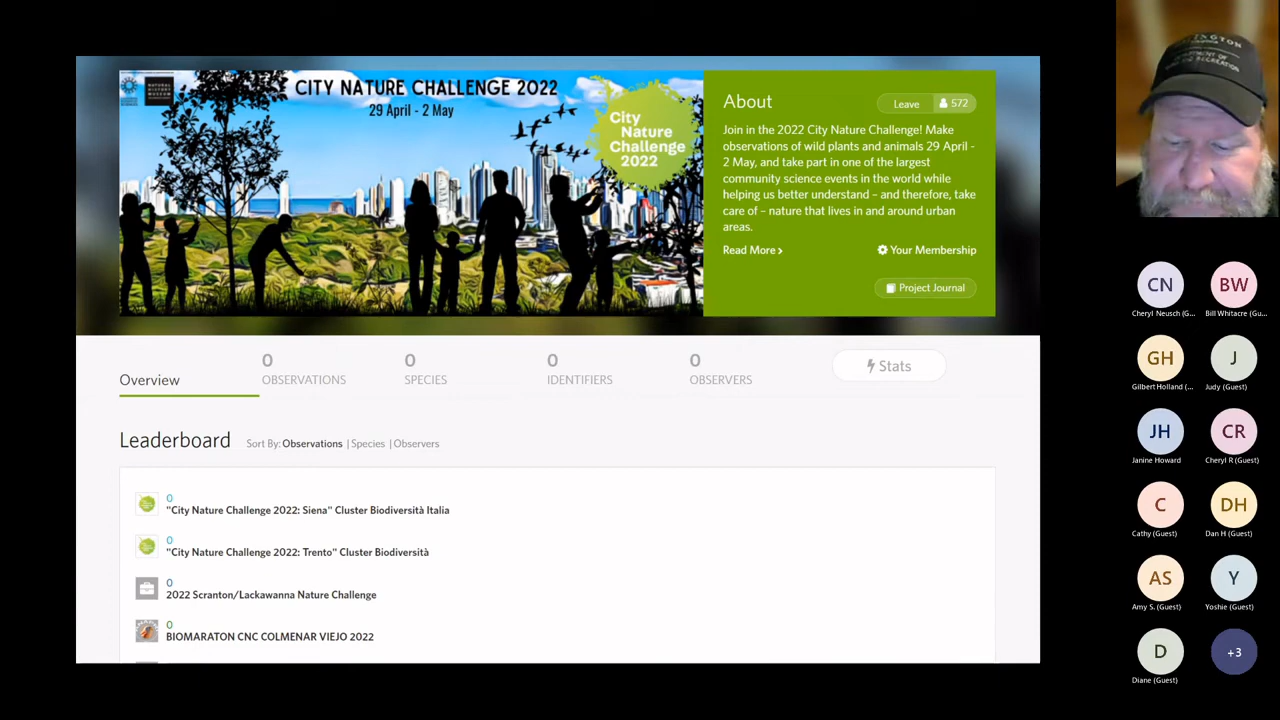 CITY NATURE CHALLENGE 2022
29 April - 2 May
NATURAL
HISTORY
MUSEUM
City
Nature
Challenge
2022
About
Leave
572
Join in the 2022 City Nature Challenge! Make
observations of wild plants and animals 29 April -
2 May, and take part in one of the largest
community science events in the world while
helping us better understand – and therefore, take
care of – nature that lives in and around urban
areas.
Read More >
Your Membership
Project Journal
Overview
0
OBSERVATIONS
0
SPECIES
0
IDENTIFIERS
0
OBSERVERS
Stats
Leaderboard
Sort By: Observations | Species | Observers
0
"City Nature Challenge 2022: Siena" Cluster Biodiversità Italia
0
"City Nature Challenge 2022: Trento" Cluster Biodiversità
0
2022 Scranton/Lackawanna Nature Challenge
0
BIOMARATON CNC COLMENAR VIEJO 2022
CN
Cheryl Neusch (G...
BW
Bill Whitacre (Gu...
GH
Gilbert Holland (...
J
Judy (Guest)
JH
Janine Howard
CR
Cheryl R (Guest)
C
Cathy (Guest)
DH
Dan H (Guest)
AS
Amy S. (Guest)
Y
Yoshie (Guest)
D
Diane (Guest)
+3